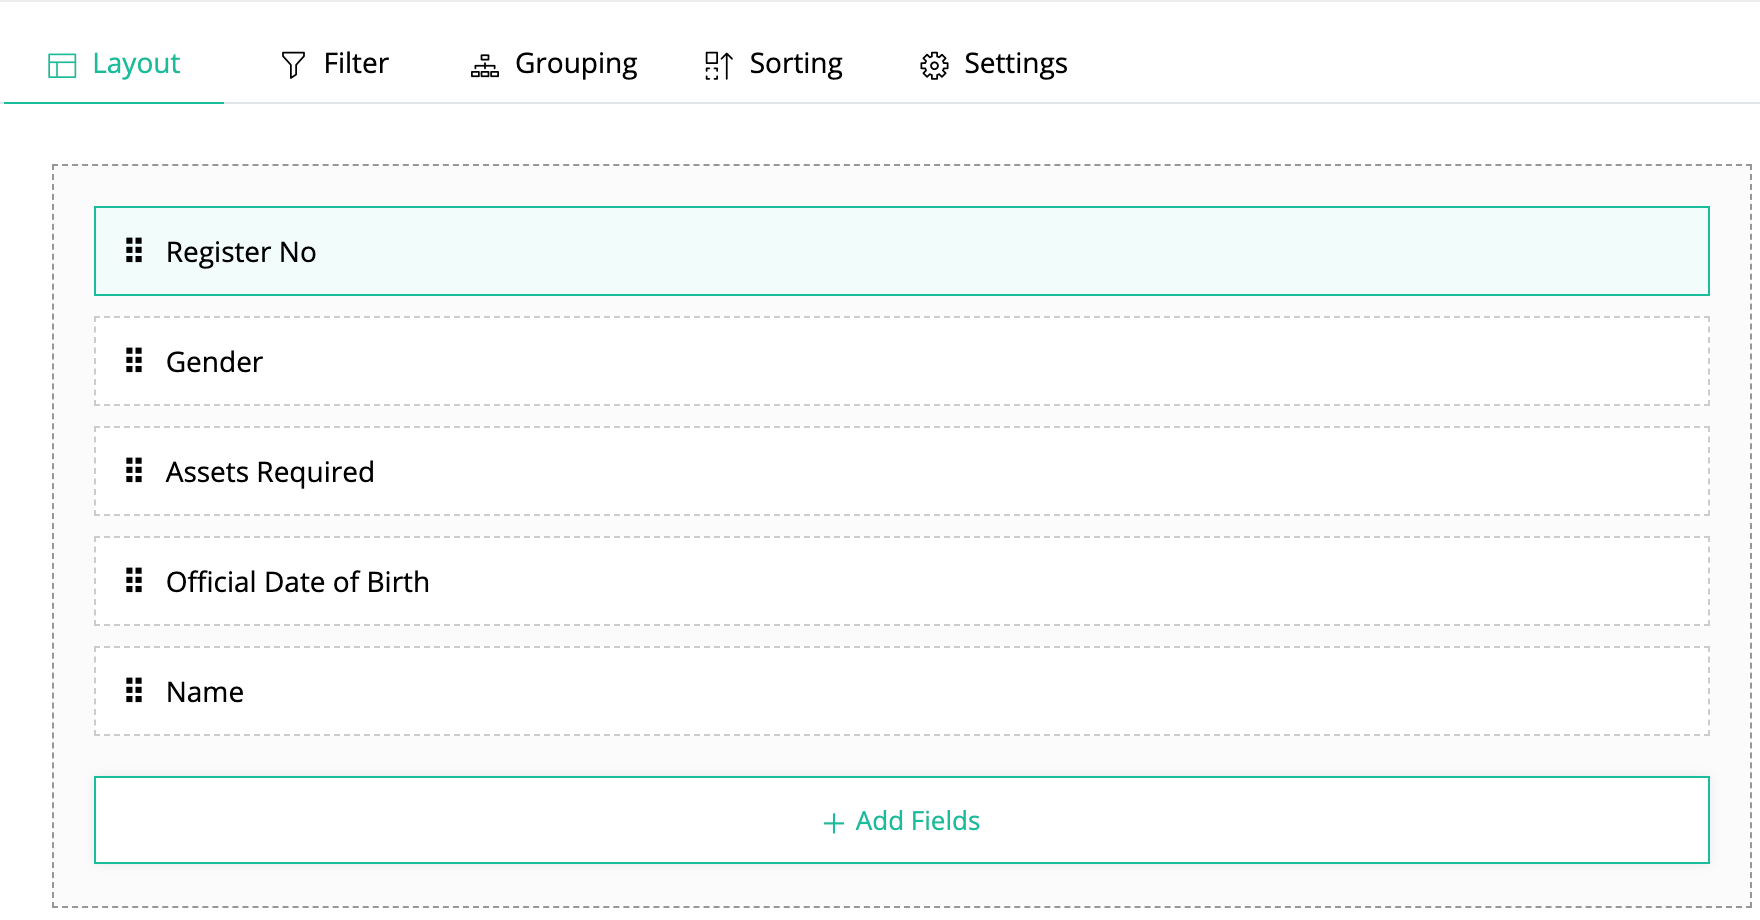 Layout Filter Grouping Sorting Settings
Register No
Gender
Assets Required
Official Date of Birth
Name
+ Add Fields